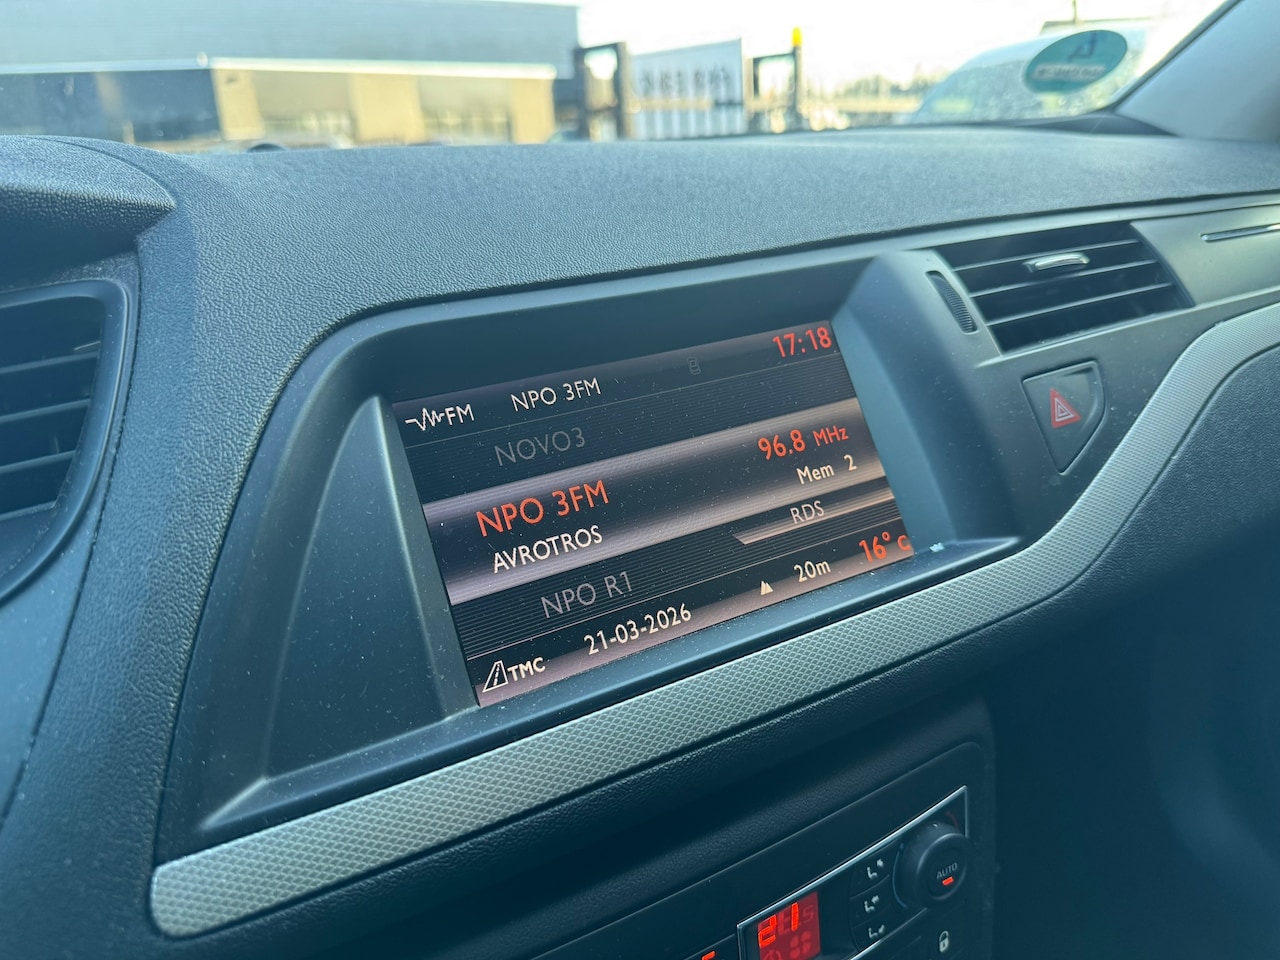 FM NPO 3FM 17:18
NOVO3
NPO 3FM 96.8 MHz
AVROTROS Mem 2
RDS
NPO R1
TMC 21-03-2026 20m 16° C
AUTO